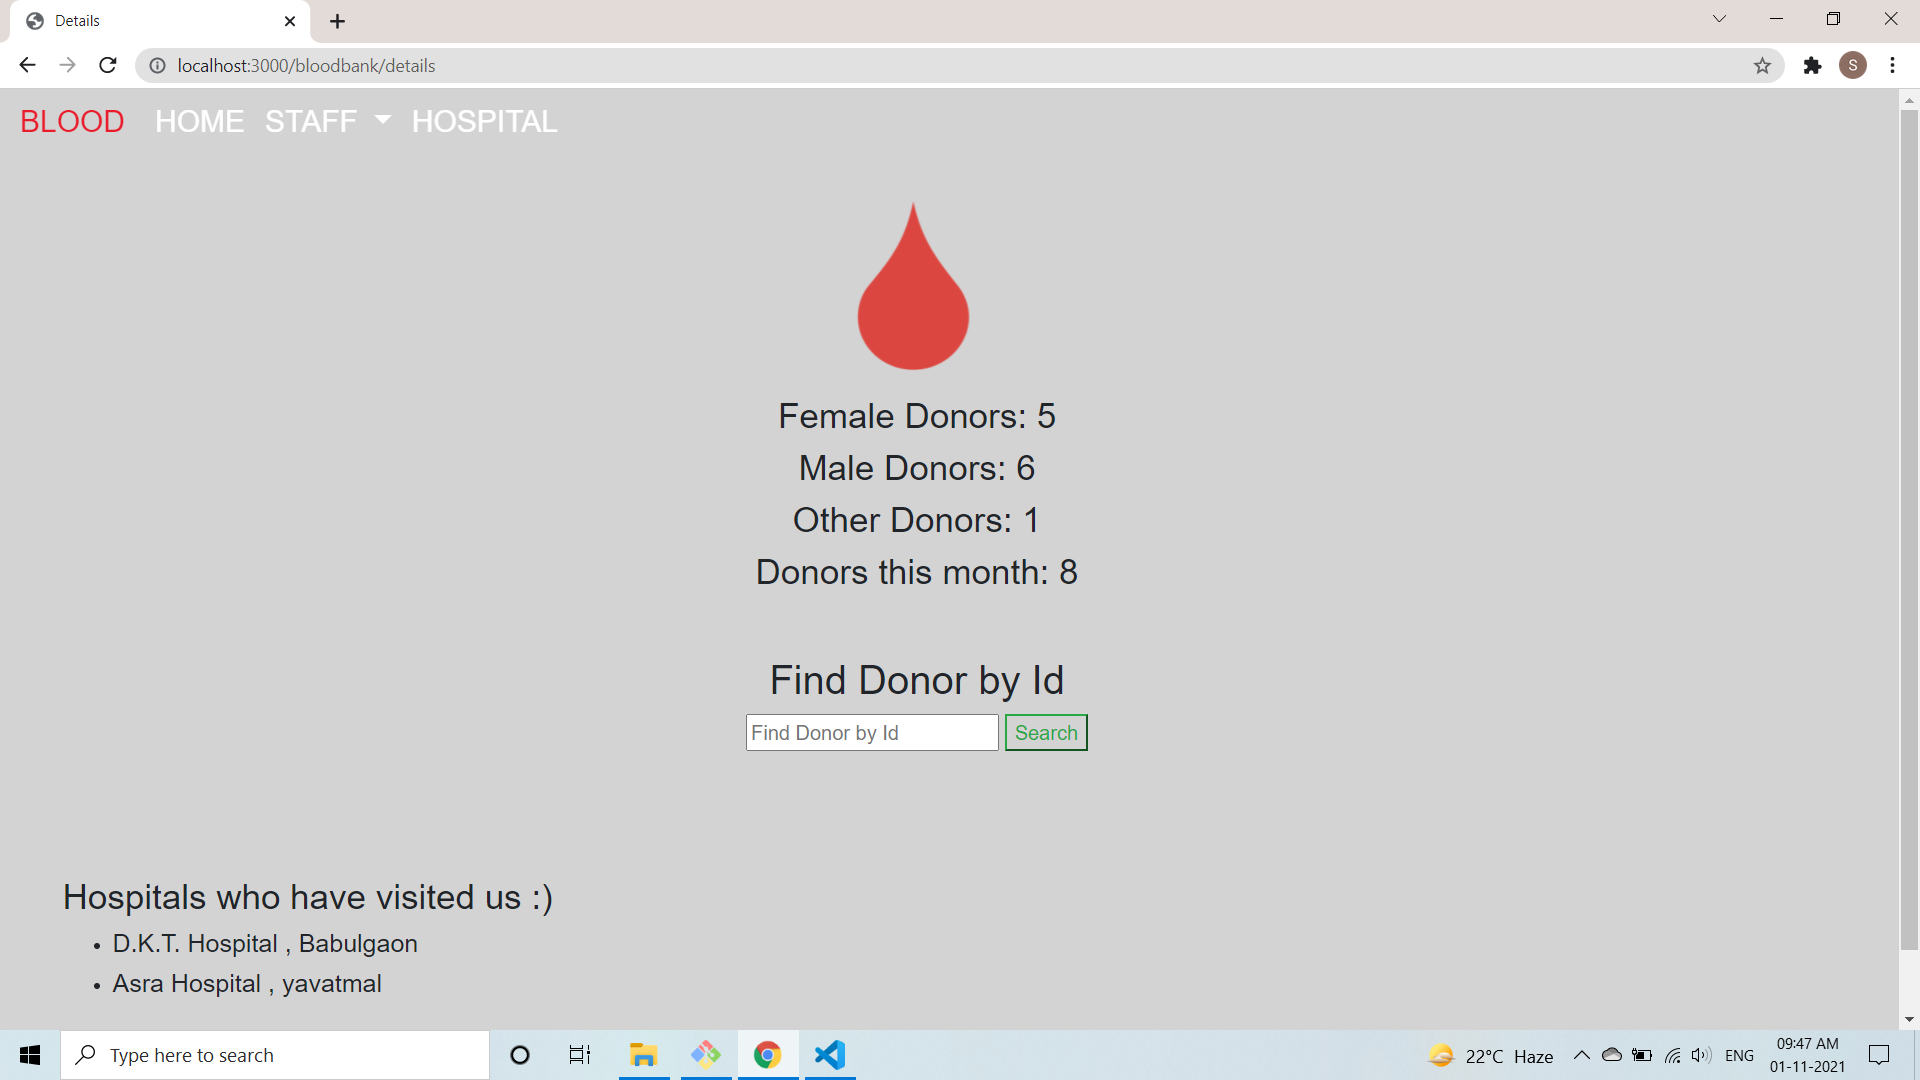 Details
localhost:3000/bloodbank/details
S
BLOOD HOME STAFF HOSPITAL
Female Donors: 5
Male Donors: 6
Other Donors: 1
Donors this month: 8
Find Donor by Id
Find Donor by Id Search
Hospitals who have visited us :)
• D.K.T. Hospital , Babulgaon
• Asra Hospital , yavatmal
Type here to search
22°C Haze
ENG
09:47 AM
01-11-2021